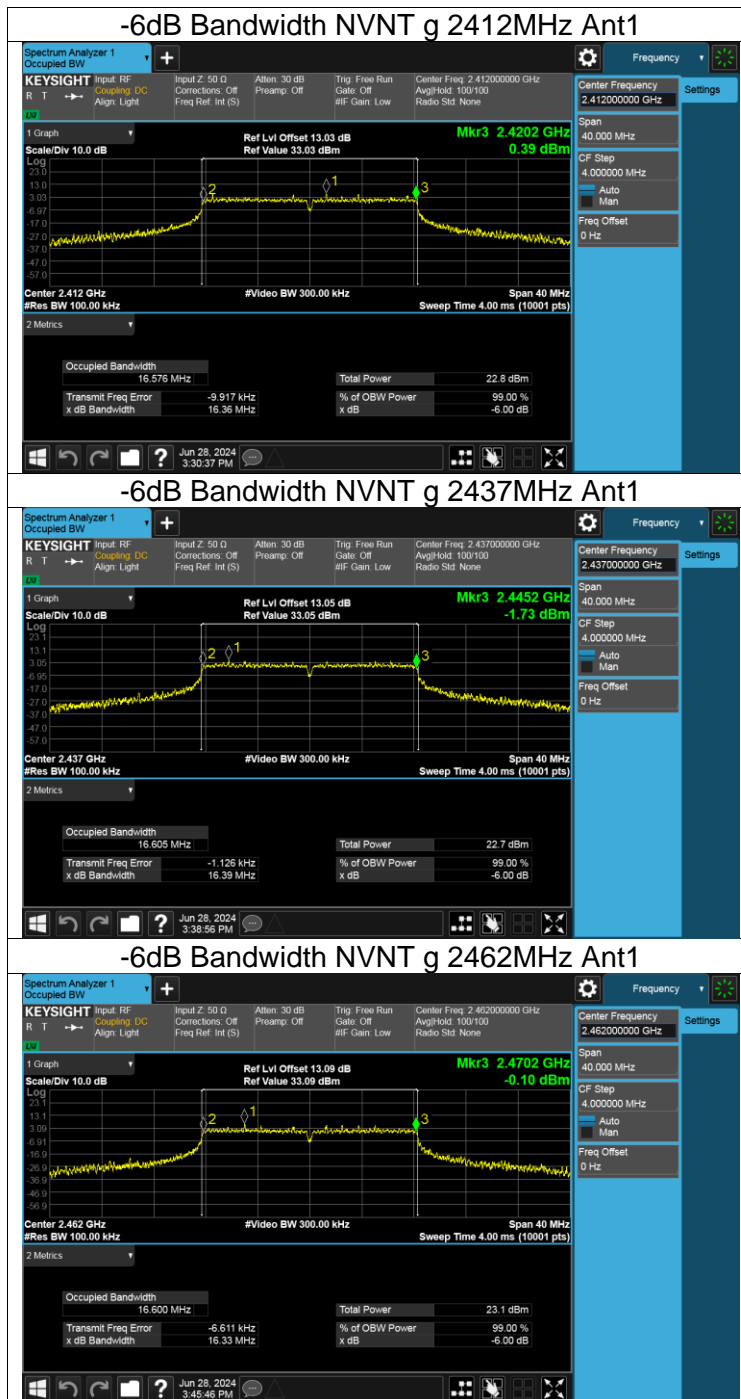 -6dB Bandwidth NVNT g 2412MHz Ant1
Spectrum Analyzer 1
Occupied BW
+
Frequency
KEYSIGHT Input: RF
R T
Coupling: DC
Align: Light
Input Z: 50 Ω
Corrections: Off
Freq Ref: Int (S)
Atten: 30 dB
Preamp: Off
Trig: Free Run
Gate: Off
#IF Gain: Low
Center Freq: 2.412000000 GHz
Avg|Hold: 100/100
Radio Std: None
LXI
Center Frequency
2.412000000 GHz
Settings
Span
40.000 MHz
CF Step
4.000000 MHz
Auto
Man
Freq Offset
0 Hz
1 Graph
Scale/Div 10.0 dB
Ref Lvl Offset 13.03 dB
Ref Value 33.03 dBm
Mkr3 2.4202 GHz
0.39 dBm
Log
23.0
13.0
3.03
-6.97
-17.0
-27.0
-37.0
-47.0
-57.0
2
1
3
Center 2.412 GHz
#Res BW 100.00 kHz
#Video BW 300.00 kHz
Span 40 MHz
Sweep Time 4.00 ms (10001 pts)
2 Metrics
Occupied Bandwidth
16.576 MHz
Total Power 22.8 dBm
Transmit Freq Error -9.917 kHz
% of OBW Power 99.00 %
x dB Bandwidth 16.36 MHz
x dB -6.00 dB
?
Jun 28, 2024
3:30:37 PM
-6dB Bandwidth NVNT g 2437MHz Ant1
Spectrum Analyzer 1
Occupied BW
+
Frequency
KEYSIGHT Input: RF
R T
Coupling: DC
Align: Light
Input Z: 50 Ω
Corrections: Off
Freq Ref: Int (S)
Atten: 30 dB
Preamp: Off
Trig: Free Run
Gate: Off
#IF Gain: Low
Center Freq: 2.437000000 GHz
Avg|Hold: 100/100
Radio Std: None
LXI
Center Frequency
2.437000000 GHz
Settings
Span
40.000 MHz
CF Step
4.000000 MHz
Auto
Man
Freq Offset
0 Hz
1 Graph
Scale/Div 10.0 dB
Ref Lvl Offset 13.05 dB
Ref Value 33.05 dBm
Mkr3 2.4452 GHz
-1.73 dBm
Log
23.1
13.1
3.05
-6.95
-17.0
-27.0
-37.0
-47.0
-57.0
2
1
3
Center 2.437 GHz
#Res BW 100.00 kHz
#Video BW 300.00 kHz
Span 40 MHz
Sweep Time 4.00 ms (10001 pts)
2 Metrics
Occupied Bandwidth
16.605 MHz
Total Power 22.7 dBm
Transmit Freq Error -1.126 kHz
% of OBW Power 99.00 %
x dB Bandwidth 16.39 MHz
x dB -6.00 dB
?
Jun 28, 2024
3:38:56 PM
-6dB Bandwidth NVNT g 2462MHz Ant1
Spectrum Analyzer 1
Occupied BW
+
Frequency
KEYSIGHT Input: RF
R T
Coupling: DC
Align: Light
Input Z: 50 Ω
Corrections: Off
Freq Ref: Int (S)
Atten: 30 dB
Preamp: Off
Trig: Free Run
Gate: Off
#IF Gain: Low
Center Freq: 2.462000000 GHz
Avg|Hold: 100/100
Radio Std: None
LXI
Center Frequency
2.462000000 GHz
Settings
Span
40.000 MHz
CF Step
4.000000 MHz
Auto
Man
Freq Offset
0 Hz
1 Graph
Scale/Div 10.0 dB
Ref Lvl Offset 13.09 dB
Ref Value 33.09 dBm
Mkr3 2.4702 GHz
-0.10 dBm
Log
23.1
13.1
3.09
-6.91
-16.9
-26.9
-36.9
-46.9
-56.9
2
1
3
Center 2.462 GHz
#Res BW 100.00 kHz
#Video BW 300.00 kHz
Span 40 MHz
Sweep Time 4.00 ms (10001 pts)
2 Metrics
Occupied Bandwidth
16.600 MHz
Total Power 23.1 dBm
Transmit Freq Error -6.611 kHz
% of OBW Power 99.00 %
x dB Bandwidth 16.33 MHz
x dB -6.00 dB
?
Jun 28, 2024
3:45:46 PM